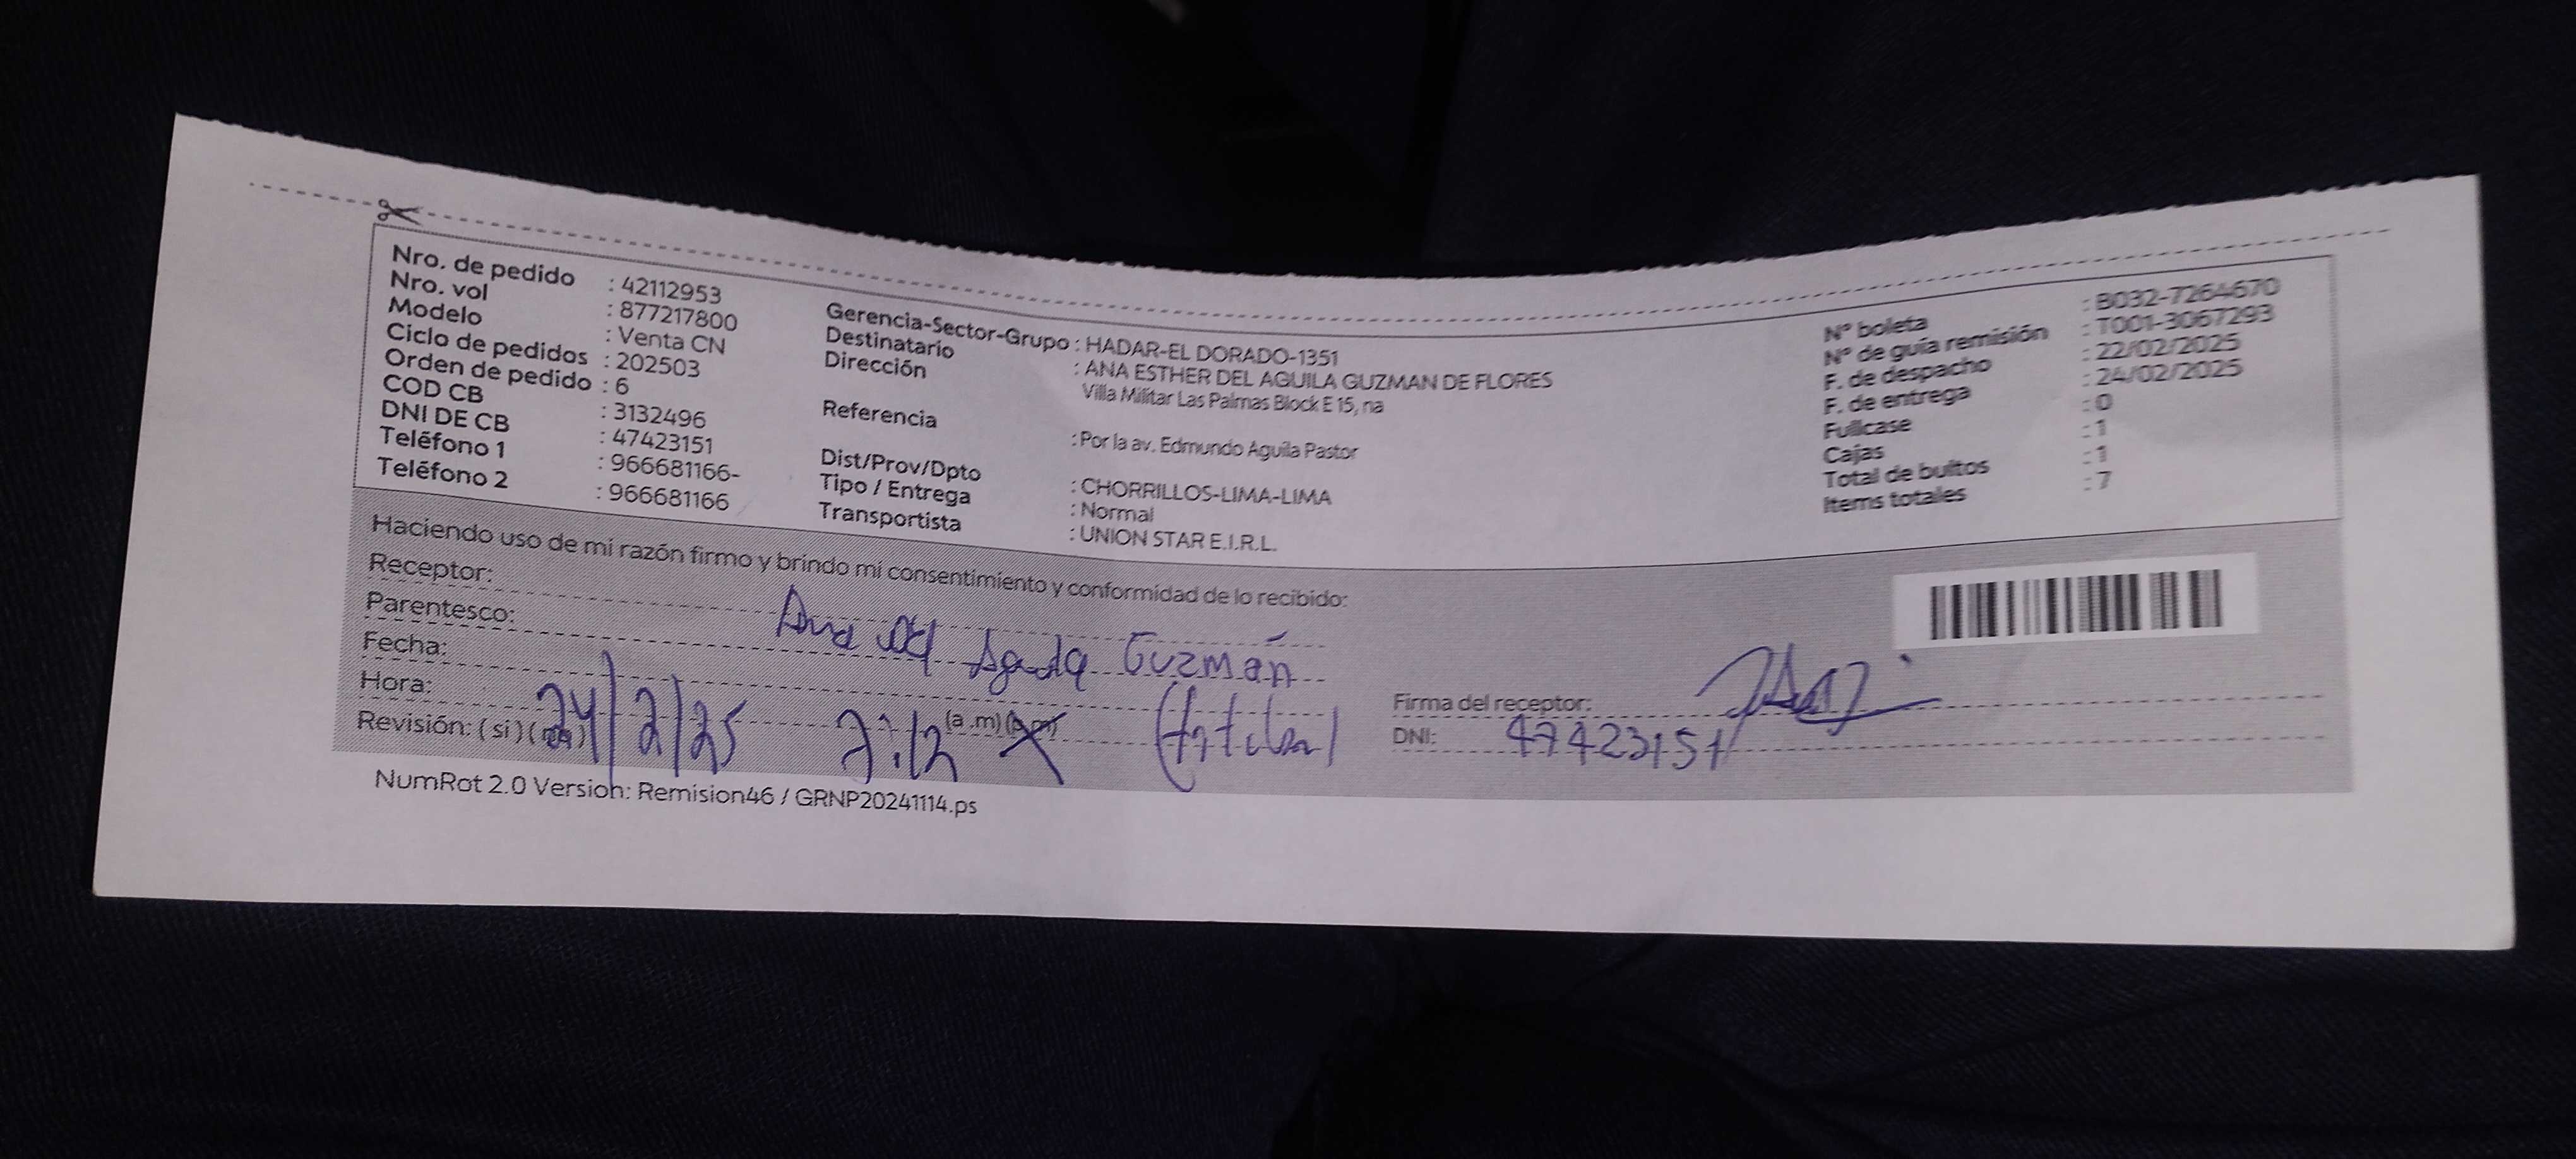 Nro. de pedido : 42112953
Nro. vol : 877217800
Modelo : Venta CN
Ciclo de pedidos : 202503
Orden de pedido : 6
COD CB : 3132496
DNI DE CB : 47423151
Teléfono 1 : 966681166-
Teléfono 2 : 966681166
Gerencia-Sector-Grupo : HADAR-EL DORADO-1351
Destinatario : ANA ESTHER DEL AGUILA GUZMAN DE FLORES
Dirección Villa Militar Las Palmas Block E 15, na
Referencia : Por la av. Edmundo Aguila Pastor
Dist/Prov/Dpto : CHORRILLOS-LIMA-LIMA
Tipo / Entrega : Normal
Transportista : UNION STAR E.I.R.L.
N° boleta : B032-7264670
N° de guía remisión : T001-3067293
F. de despacho : 22/02/2025
F. de entrega : 24/02/2025
Fullcase : 0
Cajas : 1
Total de bultos : 1
Items totales : 7
Haciendo uso de mi razón firmo y brindo mi consentimiento y conformidad de lo recibido:
Receptor:
Parentesco: Ana del Aguila Guzmán
Fecha: 24/2/25
Hora: (a.m) (p.m)
Revisión: ( si ) ( no )
Firma del receptor:
DNI: 47423151
NumRot 2.0 Version: Remision46 / GRNP20241114.ps